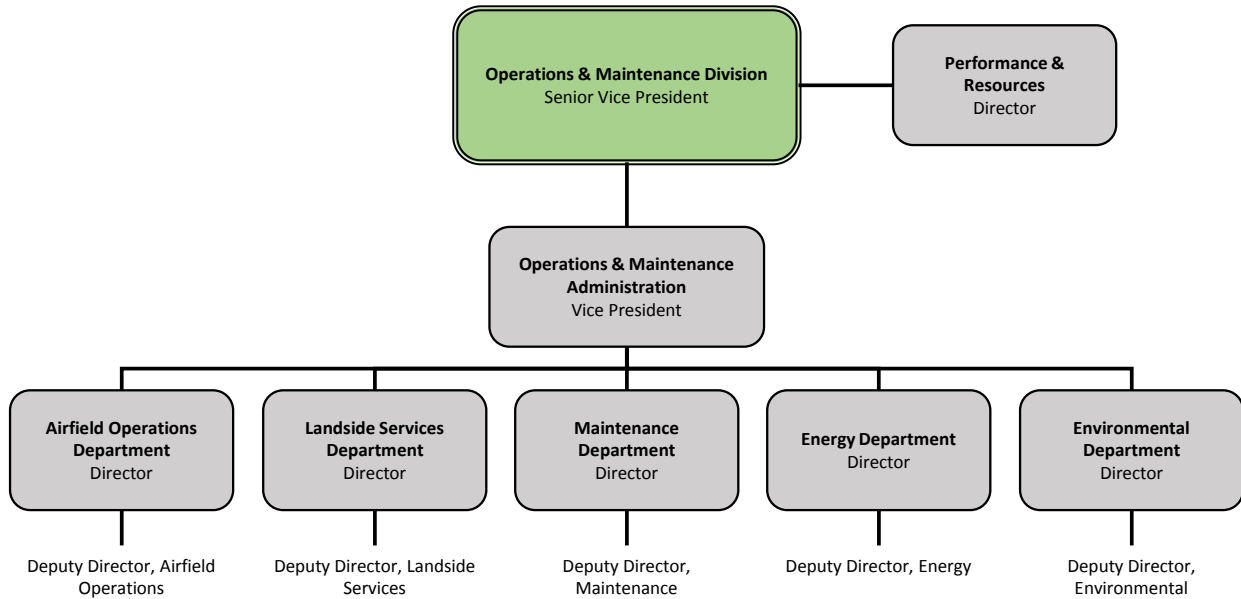 Operations & Maintenance Division
Senior Vice President
Performance &
Resources
Director
Operations & Maintenance
Administration
Vice President
Airfield Operations
Department
Director
Landside Services
Department
Director
Maintenance
Department
Director
Energy Department
Director
Environmental
Department
Director
Deputy Director, Airfield
Operations
Deputy Director, Landside
Services
Deputy Director,
Maintenance
Deputy Director, Energy
Deputy Director,
Environmental